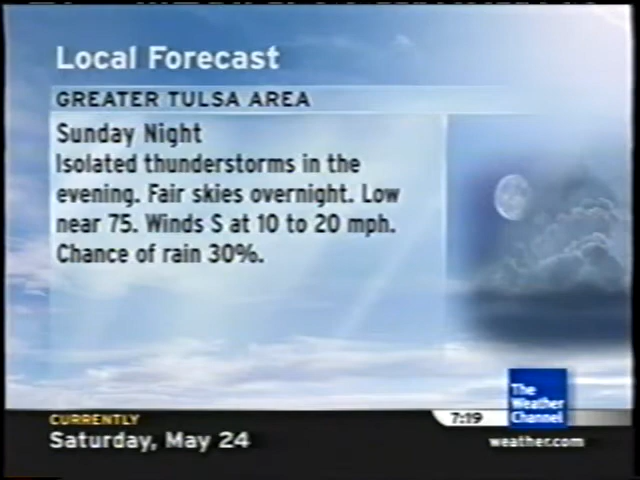 Local Forecast
GREATER TULSA AREA
Sunday Night
Isolated thunderstorms in the
evening. Fair skies overnight. Low
near 75. Winds S at 10 to 20 mph.
Chance of rain 30%.
CURRENTLY
Saturday, May 24
7:19
The
Weather
Channel
weather.com